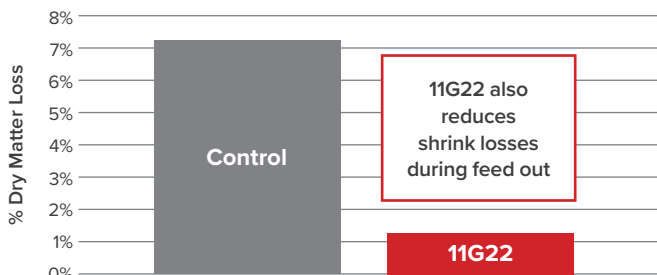 % Dry Matter Loss
8%
7%
6%
5%
4%
3%
2%
1%
0%
Control
11G22 also
reduces
shrink losses
during feed out
11G22